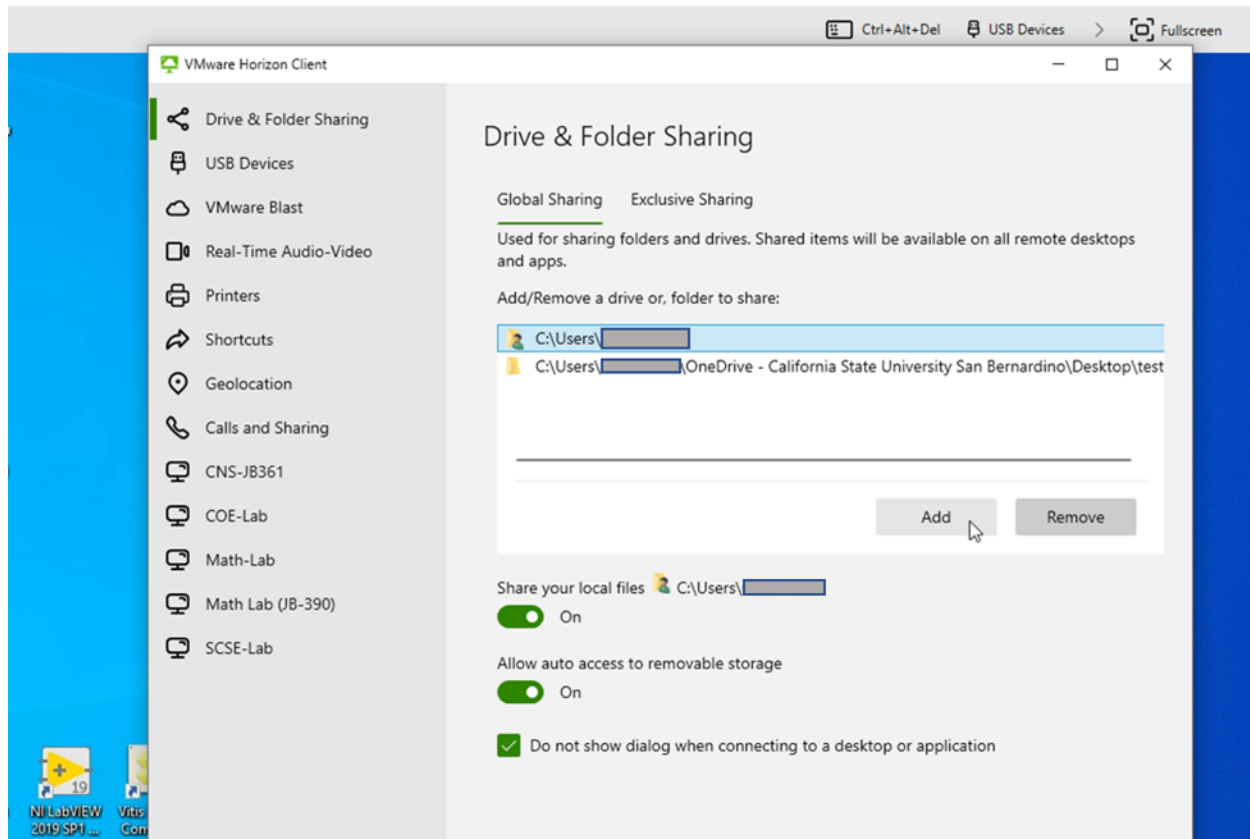 Ctrl+Alt+Del USB Devices Fullscreen
VMware Horizon Client
Drive & Folder Sharing
USB Devices
VMware Blast
Real-Time Audio-Video
Printers
Shortcuts
Geolocation
Calls and Sharing
CNS-JB361
COE-Lab
Math-Lab
Math Lab (JB-390)
SCSE-Lab
Drive & Folder Sharing
Global Sharing Exclusive Sharing
Used for sharing folders and drives. Shared items will be available on all remote desktops
and apps.
Add/Remove a drive or, folder to share:
C:\Users\
C:\Users\ \OneDrive - California State University San Bernardino\Desktop\test
Add Remove
Share your local files C:\Users\
On
Allow auto access to removable storage
On
Do not show dialog when connecting to a desktop or application
19
NI LabVIEW
2019 SP1 ...
Vitis
Com